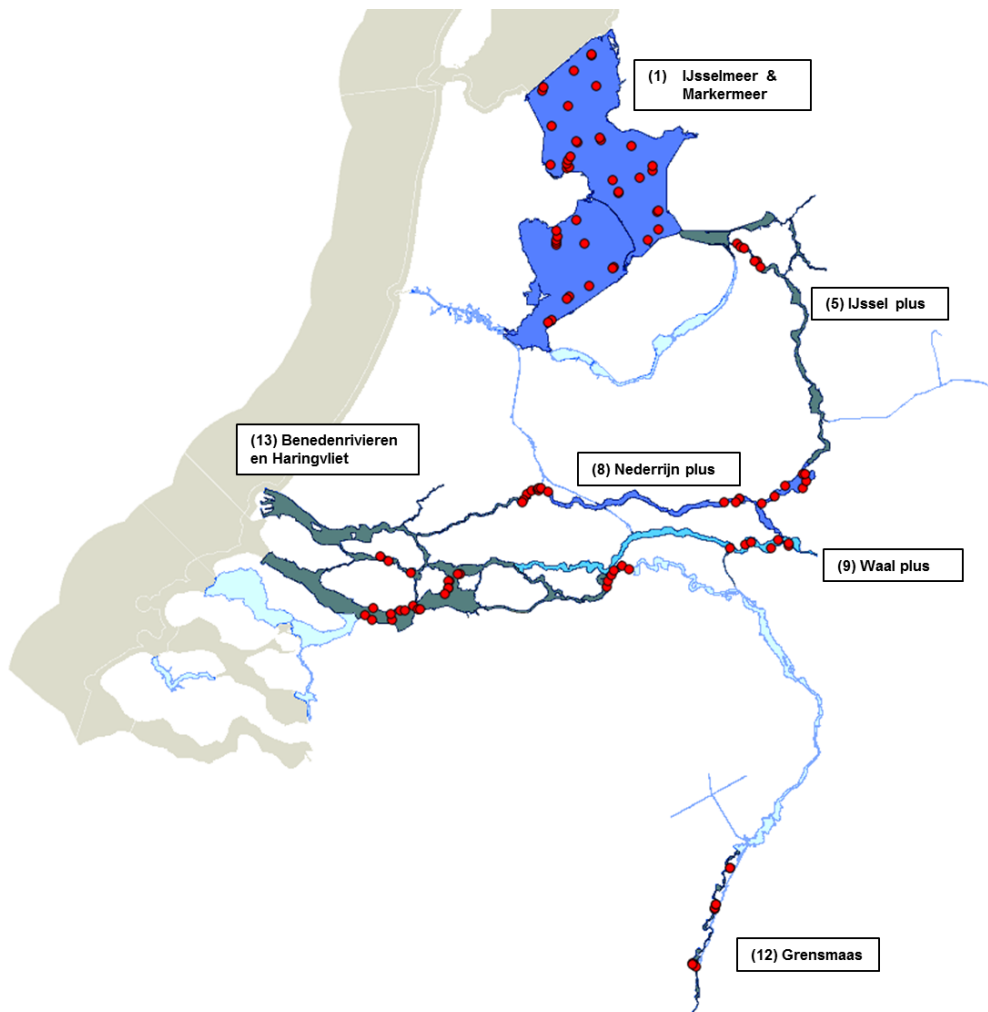 (1) IJsselmeer &
Markermeer
(5) IJssel plus
(13) Benedenrivieren
en Haringvliet
(8) Nederrijn plus
(9) Waal plus
(12) Grensmaas